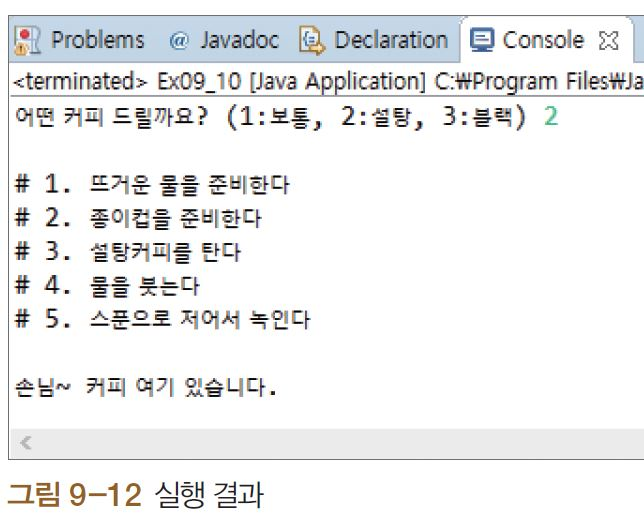 Problems @ Javadoc Declaration Console
<terminated> Ex09_10 [Java Application] C:₩Program Files₩Ja
어떤 커피 드릴까요? (1:보통, 2:설탕, 3:블랙) 2
# 1. 뜨거운 물을 준비한다
# 2. 종이컵을 준비한다
# 3. 설탕커피를 탄다
# 4. 물을 붓는다
# 5. 스푼으로 저어서 녹인다
손님~ 커피 여기 있습니다.
그림 9-12 실행 결과